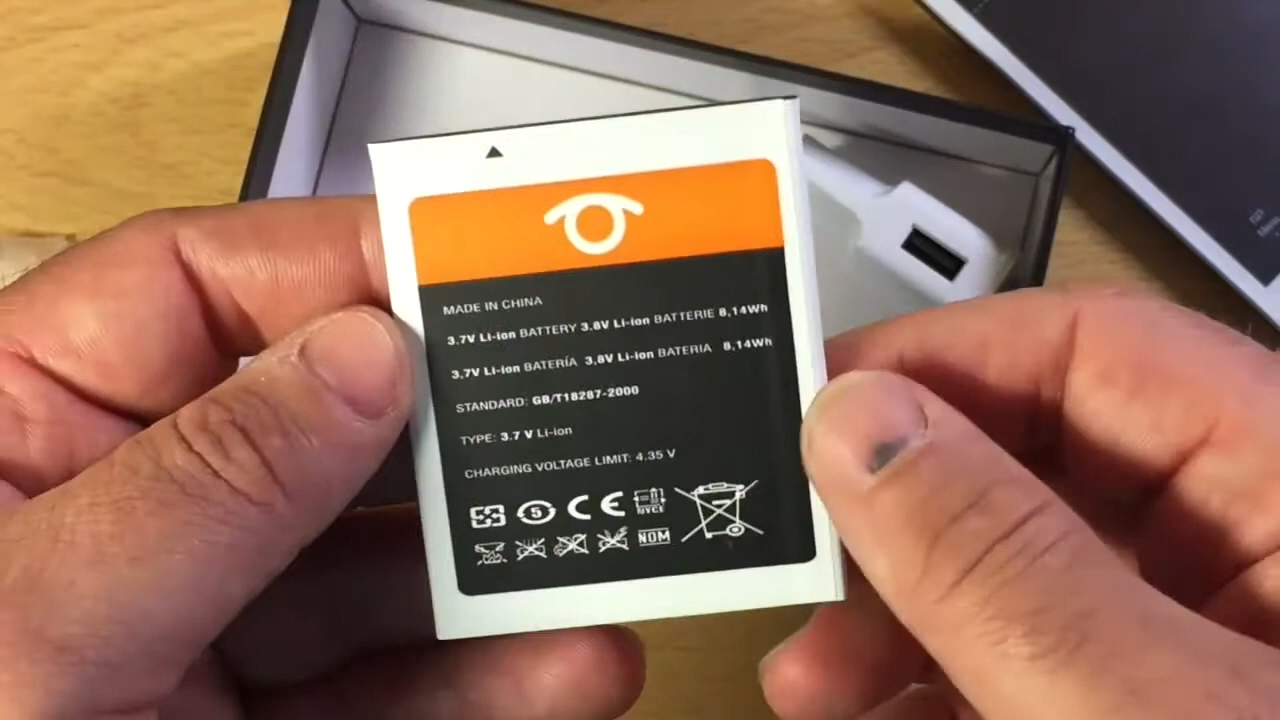 MADE IN CHINA
3.7V Li-ion BATTERY 3.8V Li-ion BATTERIE 8,14Wh
3,7V Li-ion BATERÍA 3,8V Li-ion BATERIA 8,14Wh
STANDARD: GB/T18287-2000
TYPE: 3.7 V Li-ion
CHARGING VOLTAGE LIMIT: 4.35 V
5 CE NYCE
NOM